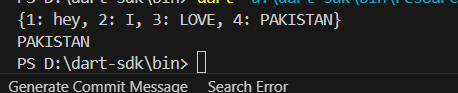 {1: hey, 2: I, 3: LOVE, 4: PAKISTAN}
PAKISTAN
PS D:\dart-sdk\bin>
Generate Commit Message Search Error